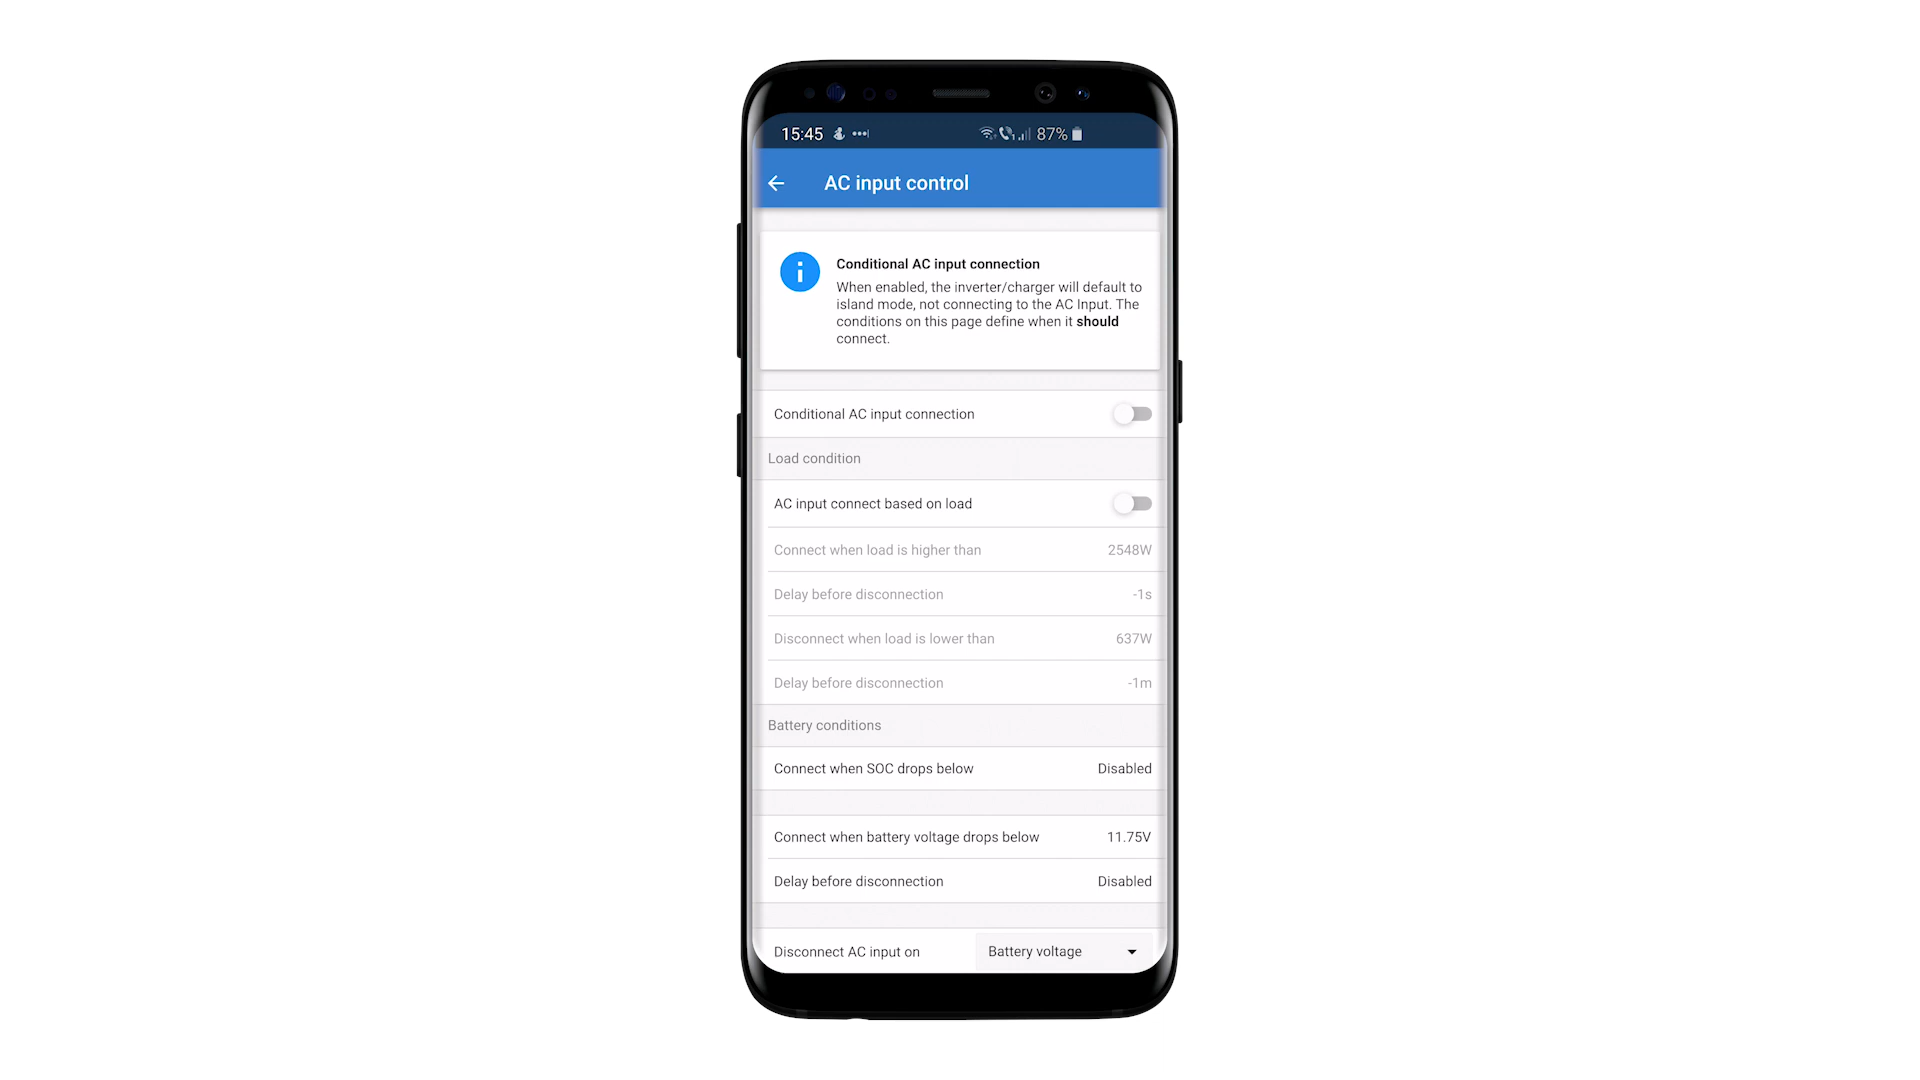 15:45 87%
AC input control
Conditional AC input connection
When enabled, the inverter/charger will default to
island mode, not connecting to the AC Input. The
conditions on this page define when it should
connect.
Conditional AC input connection
Load condition
AC input connect based on load
Connect when load is higher than 2548W
Delay before disconnection -1s
Disconnect when load is lower than 637W
Delay before disconnection -1m
Battery conditions
Connect when SOC drops below Disabled
Connect when battery voltage drops below 11.75V
Delay before disconnection Disabled
Disconnect AC input on Battery voltage